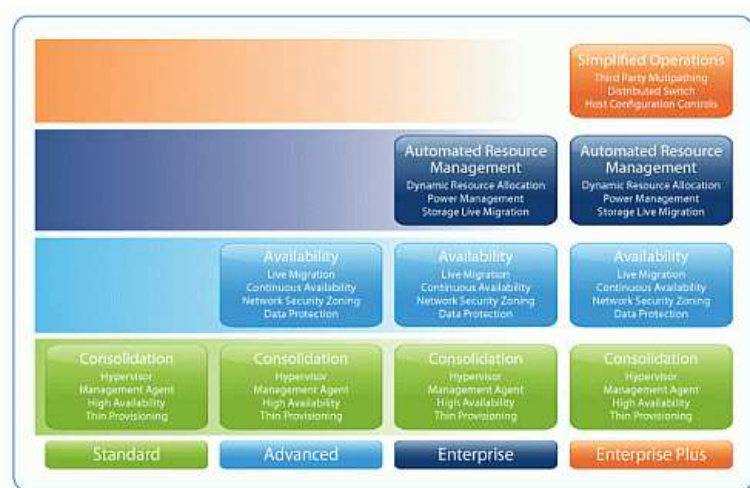 Simplified Operations
Third Party Mutipathing
Distributed Switch
Host Configuration Controls
Automated Resource
Management
Dynamic Resource Allocation
Power Management
Storage Live Migration
Automated Resource
Management
Dynamic Resource Allocation
Power Management
Storage Live Migration
Availability
Live Migration
Continuous Availability
Network Security Zoning
Data Protection
Availability
Live Migration
Continuous Availability
Network Security Zoning
Data Protection
Availability
Live Migration
Continuous Availability
Network Security Zoning
Data Protection
Consolidation
Hypervisor
Management Agent
High Availability
Thin Provisioning
Consolidation
Hypervisor
Management Agent
High Availability
Thin Provisioning
Consolidation
Hypervisor
Management Agent
High Availability
Thin Provisioning
Consolidation
Hypervisor
Management Agent
High Availability
Thin Provisioning
Standard
Advanced
Enterprise
Enterprise Plus